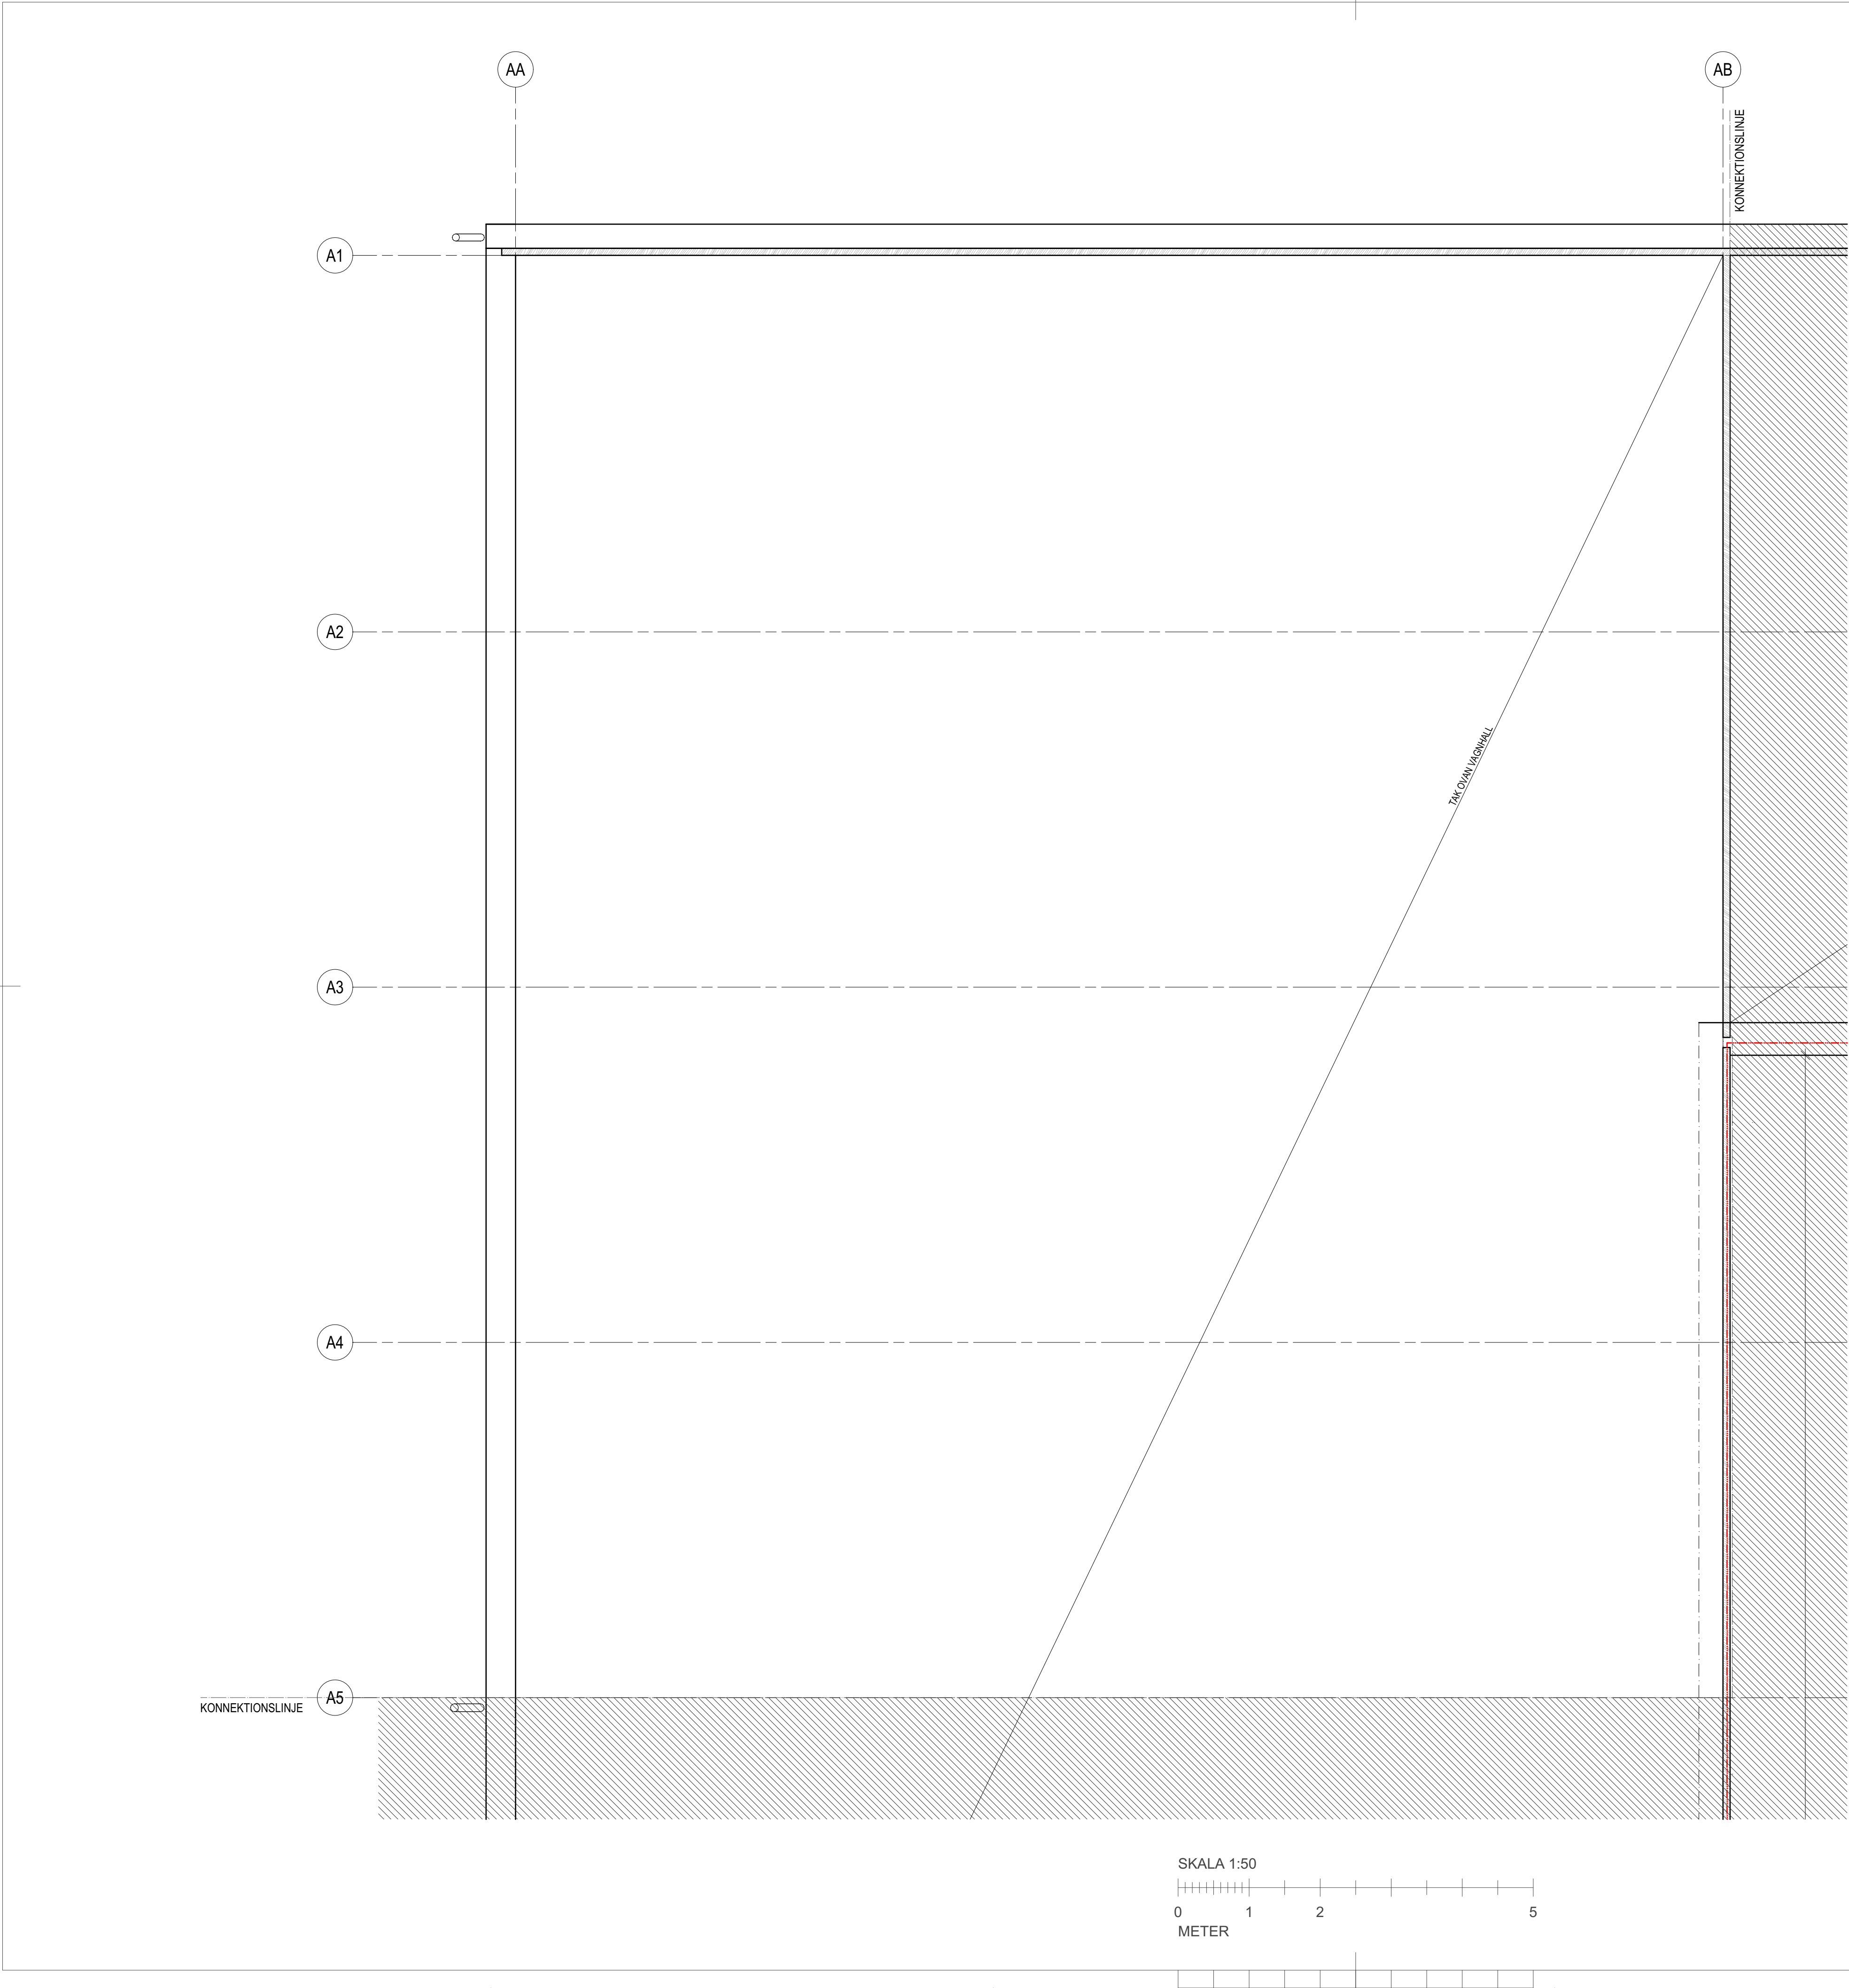 AA
AB
KONNEKTIONSLINJE
A1
A2
TAK OVAN VAGNHALL
A3
A4
A5
KONNEKTIONSLINJE
SKALA 1:50
0 1 2 5
METER